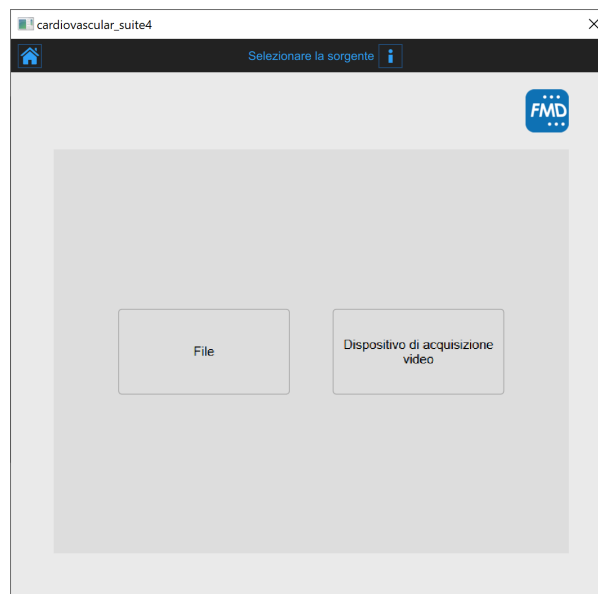 cardiovascular_suite4
Selezionare la sorgente i
FMD
File
Dispositivo di acquisizione
video